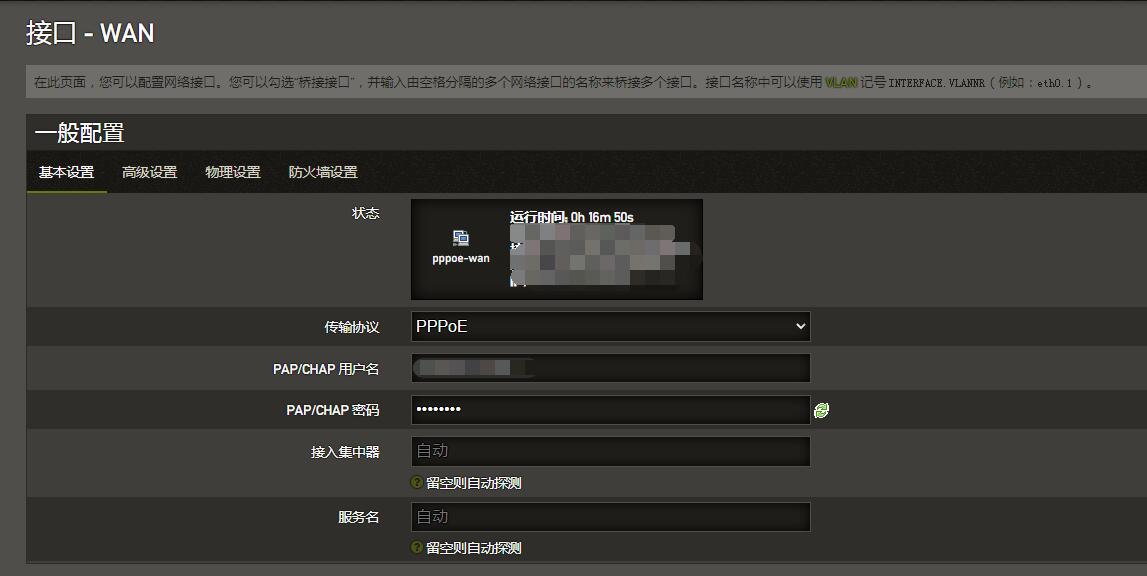 接口 - WAN
在此页面，您可以配置网络接口。您可以勾选“桥接接口”，并输入由空格分隔的多个网络接口的名称来桥接多个接口。接口名称中可以使用 VLAN 记号 INTERFACE.VLANNR（例如：eth0.1）。
一般配置
基本设置 高级设置 物理设置 防火墙设置
状态
运行时间: 0h 16m 50s
pppoe-wan
传输协议 PPPoE
PAP/CHAP 用户名
PAP/CHAP 密码 ••••••••
接入集中器 自动
留空则自动探测
服务名 自动
留空则自动探测